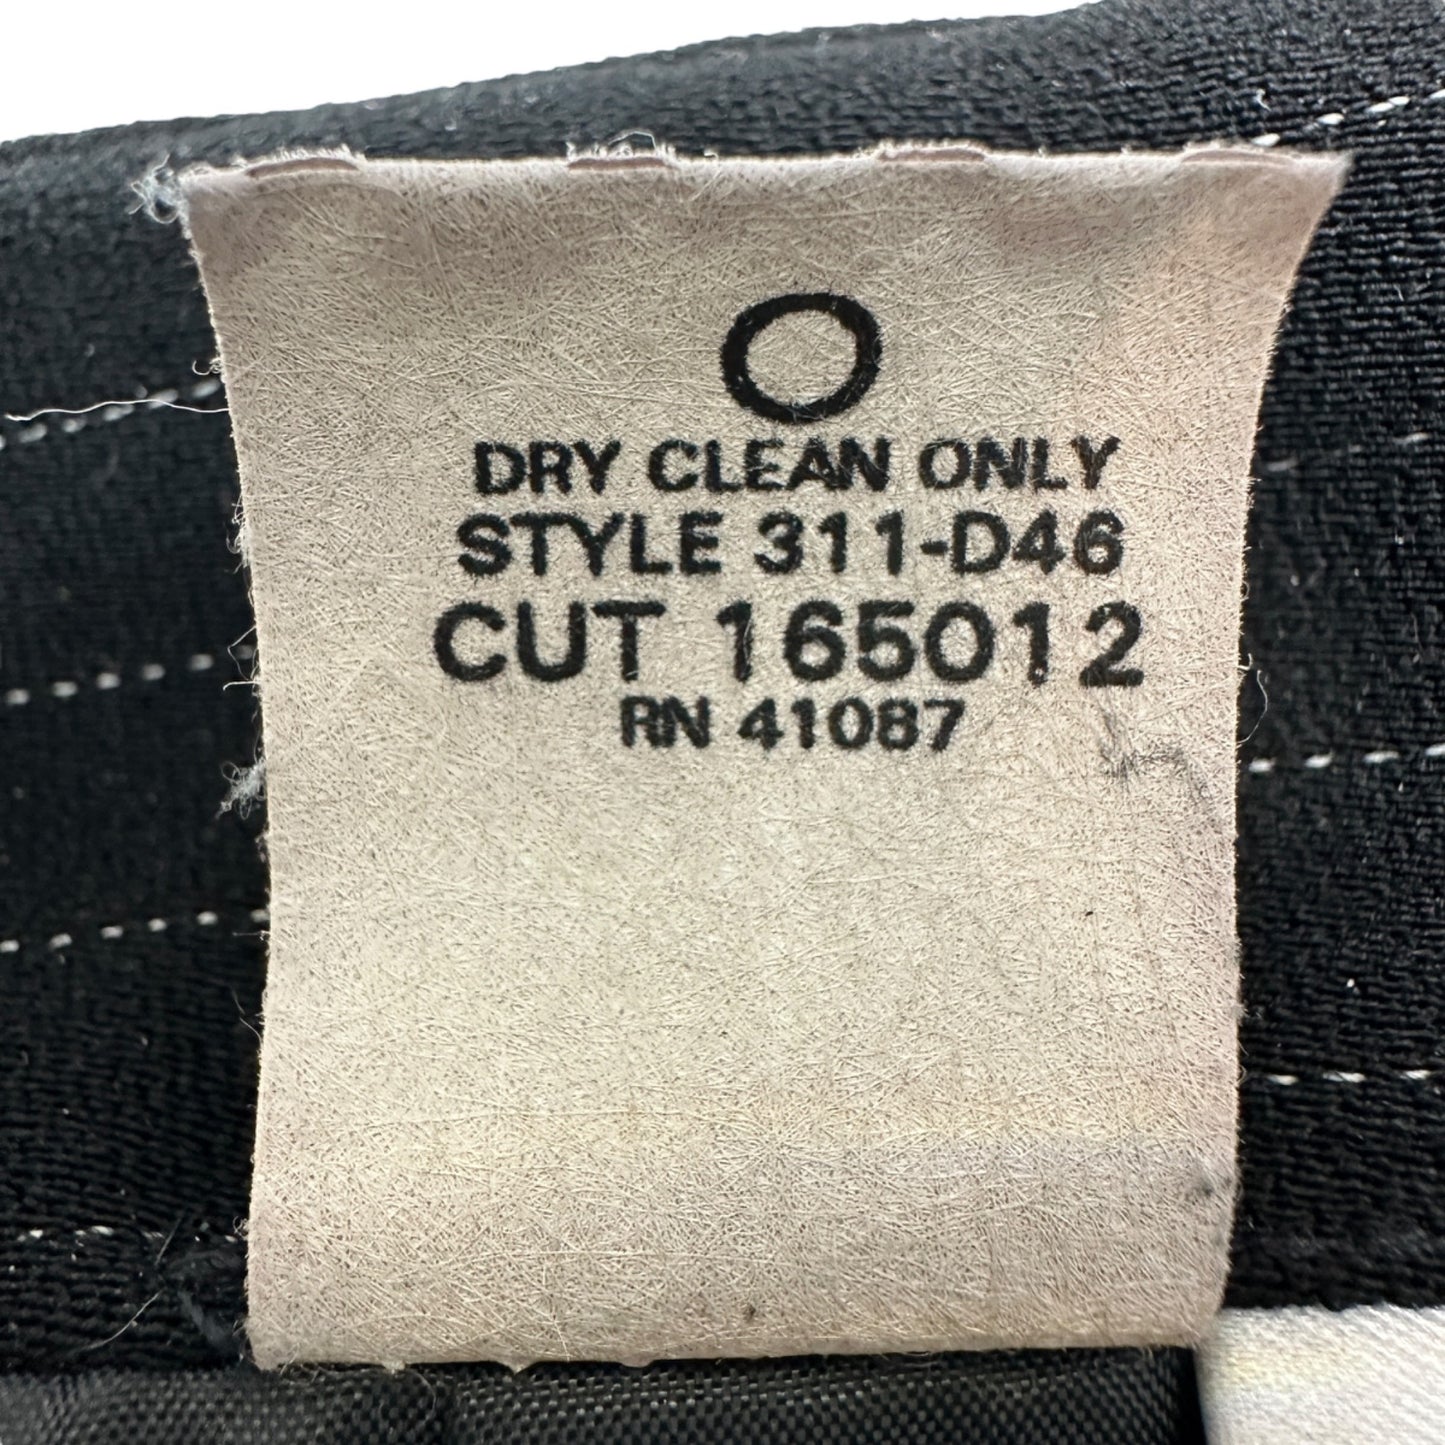 DRY CLEAN ONLY
STYLE 311-D46
CUT 165012
RN 41087